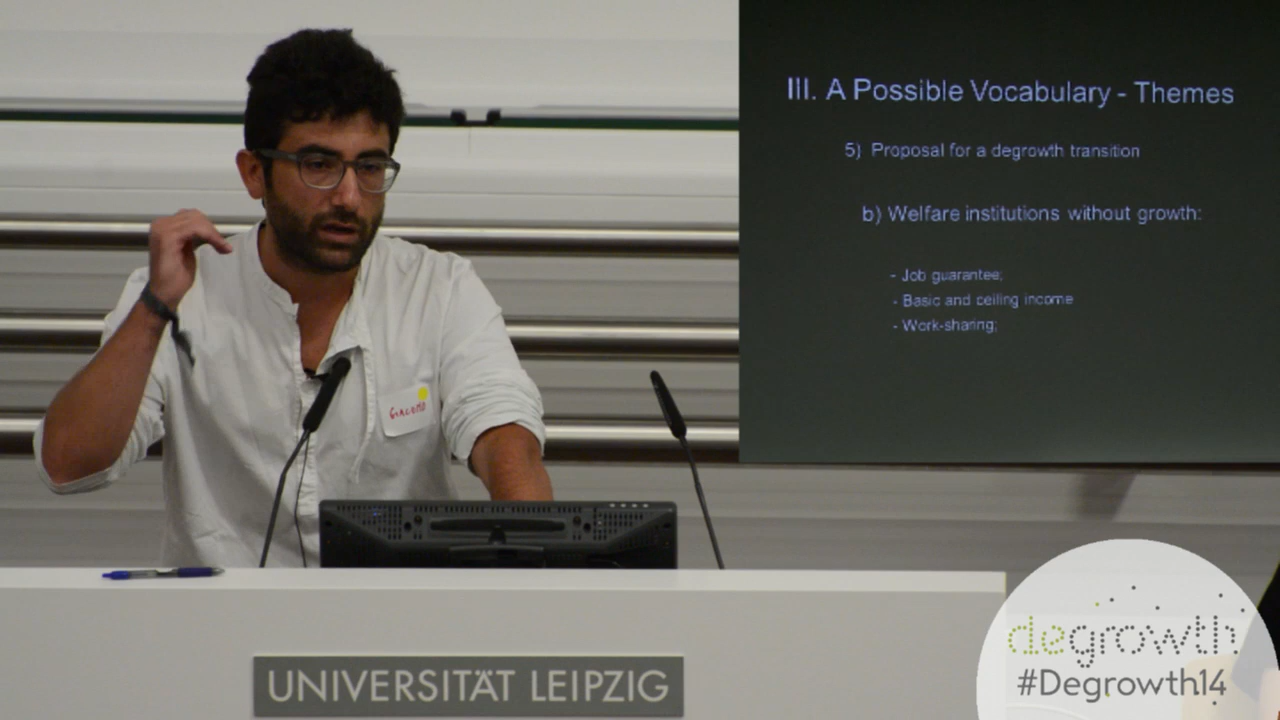 III. A Possible Vocabulary - Themes
5) Proposal for a degrowth transition
b) Welfare institutions without growth:
- Job guarantee;
- Basic and ceiling income
- Work-sharing;
GIACOMO
UNIVERSITÄT LEIPZIG
degrowth
#Degrowth14